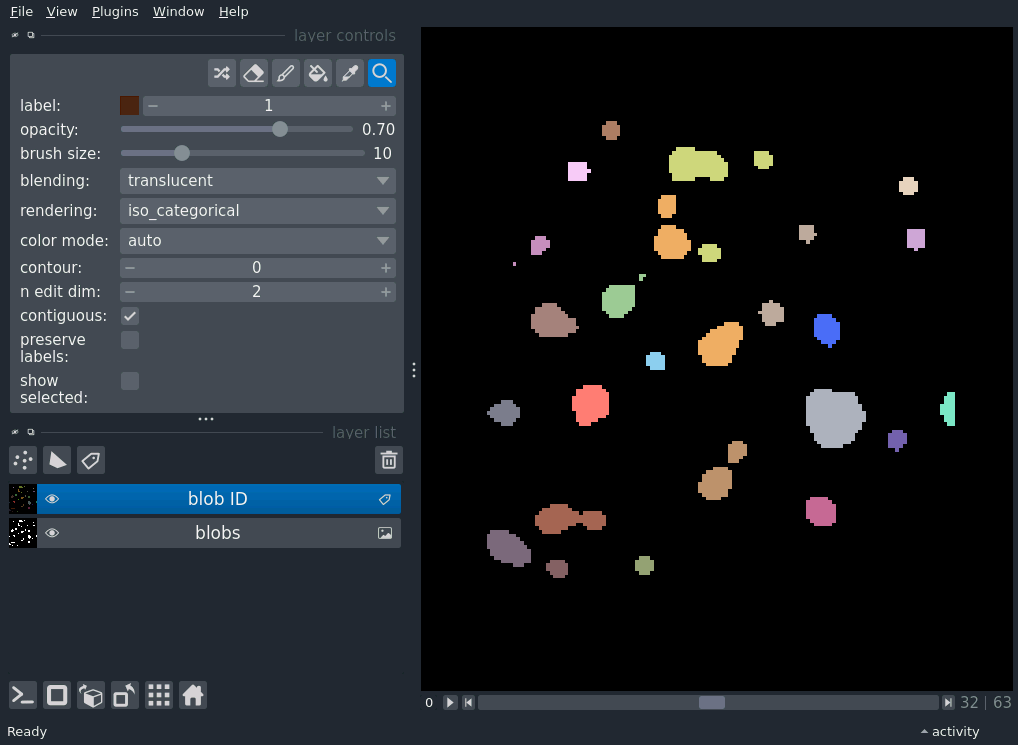 File View Plugins Window Help
layer controls
label: 1
opacity: 0.70
brush size: 10
blending: translucent
rendering: iso_categorical
color mode: auto
contour: 0
n edit dim: 2
contiguous:
preserve
labels:
show
selected:
layer list
blob ID
blobs
0 32 | 63
Ready activity